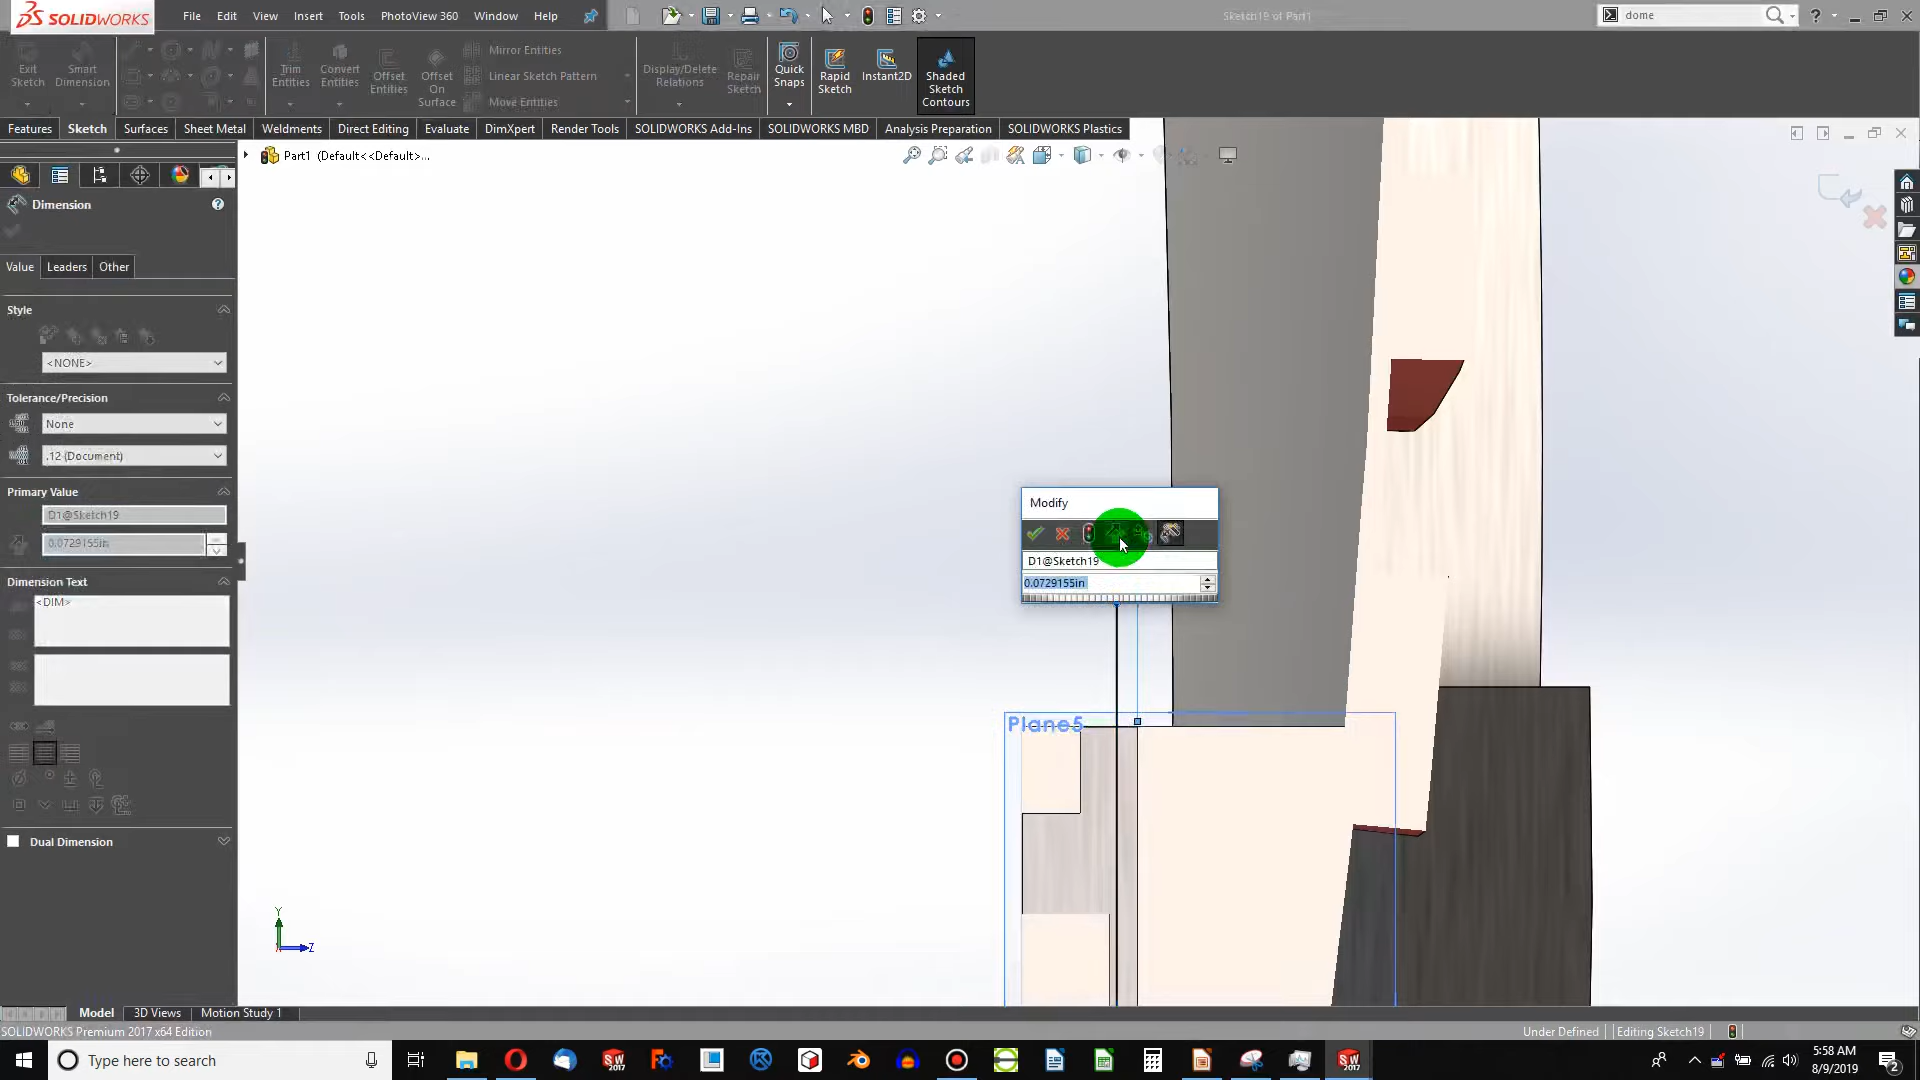 SOLIDWORKS
File Edit View Insert Tools PhotoView 360 Window Help
Sketch19 of Part1
dome
Exit Sketch
Smart Dimension
Trim Entities
Convert Entities
Offset Entities
Offset On Surface
Mirror Entities
Linear Sketch Pattern
Move Entities
Display/Delete Relations
Repair Sketch
Quick Snaps
Rapid Sketch
Instant2D
Shaded Sketch Contours
Features Sketch Surfaces Sheet Metal Weldments Direct Editing Evaluate DimXpert Render Tools SOLIDWORKS Add-Ins SOLIDWORKS MBD Analysis Preparation SOLIDWORKS Plastics
Part1 (Default<<Default>...
Dimension
Value Leaders Other
Style
<NONE>
Tolerance/Precision
None
.12 (Document)
Primary Value
D1@Sketch19
0.0729155in
Dimension Text
<DIM>
Dual Dimension
Modify
D1@Sketch19
0.0729155in
Plane5
Y
Z
Model 3D Views Motion Study 1
SOLIDWORKS Premium 2017 x64 Edition
Under Defined
Editing Sketch19
Type here to search
5:58 AM
8/9/2019
2